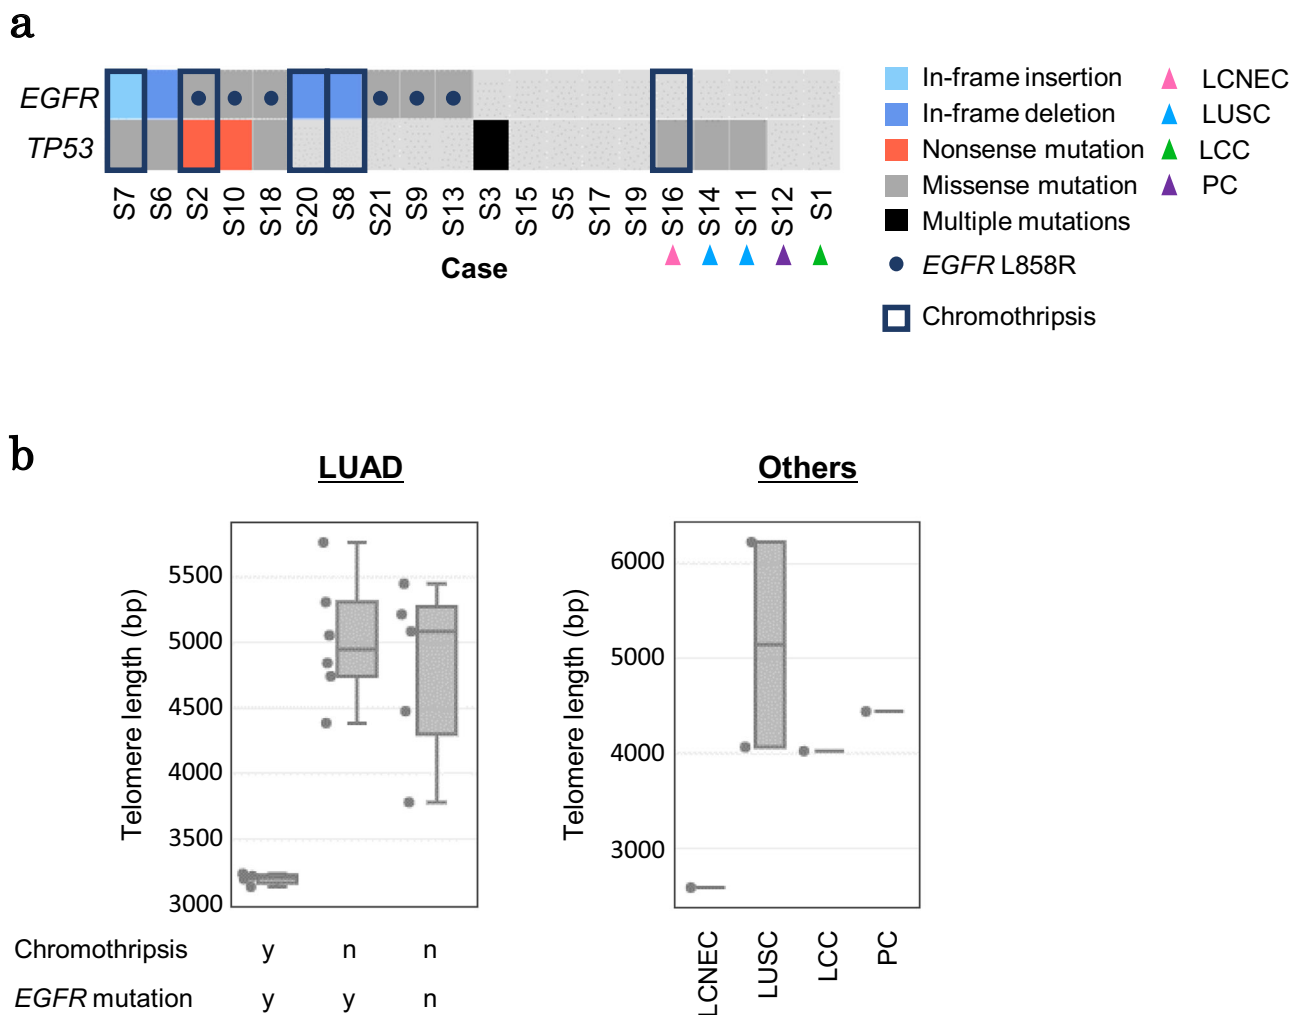 a
EGFR
TP53
S7 S6 S2 S10 S18 S20 S8 S21 S9 S13 S3 S15 S5 S17 S19 S16 S14 S11 S12 S1
Case
In-frame insertion
In-frame deletion
Nonsense mutation
Missense mutation
Multiple mutations
EGFR L858R
Chromothripsis
LCNEC
LUSC
LCC
PC
b
LUAD
Telomere length (bp)
5500
5000
4500
4000
3500
3000
Chromothripsis y n n
EGFR mutation y y n
Others
Telomere length (bp)
6000
5000
4000
3000
LCNEC LUSC LCC PC